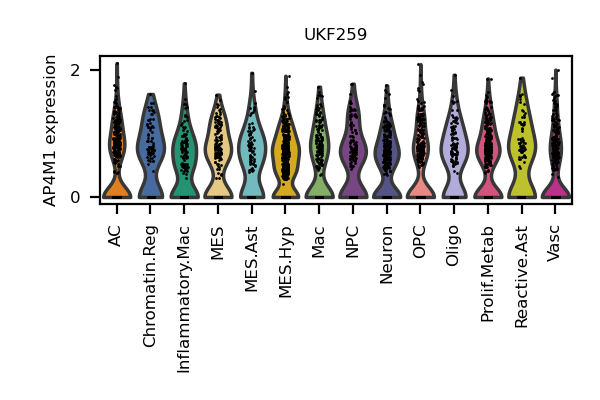 UKF259
AP4M1 expression
2
0
AC
Chromatin.Reg
Inflammatory.Mac
MES
MES.Ast
MES.Hyp
Mac
NPC
Neuron
OPC
Oligo
Prolif.Metab
Reactive.Ast
Vasc